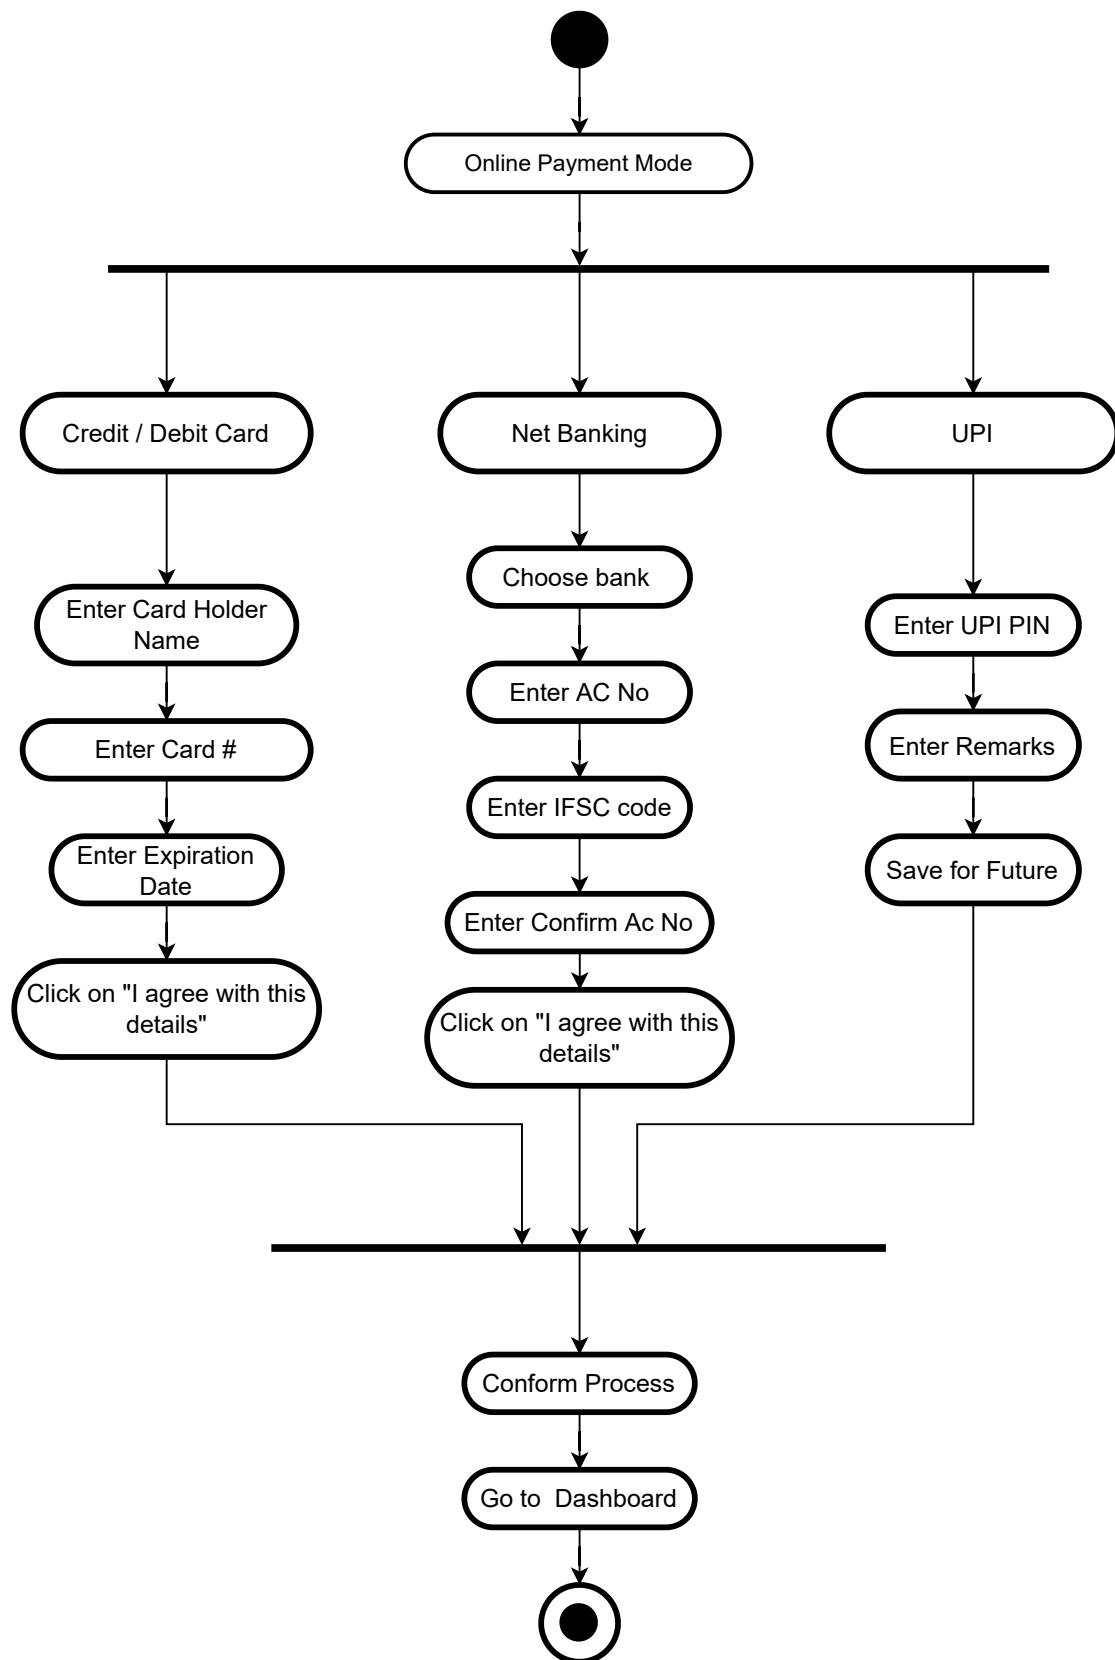 Online Payment Mode
Credit / Debit Card
Net Banking
UPI
Choose bank
Enter Card Holder
Name
Enter UPI PIN
Enter AC No
Enter Card #
Enter Remarks
Enter IFSC code
Enter Expiration
Date
Save for Future
Enter Confirm Ac No
Click on "I agree with this
details"
Click on "I agree with this
details"
Conform Process
Go to  Dashboard